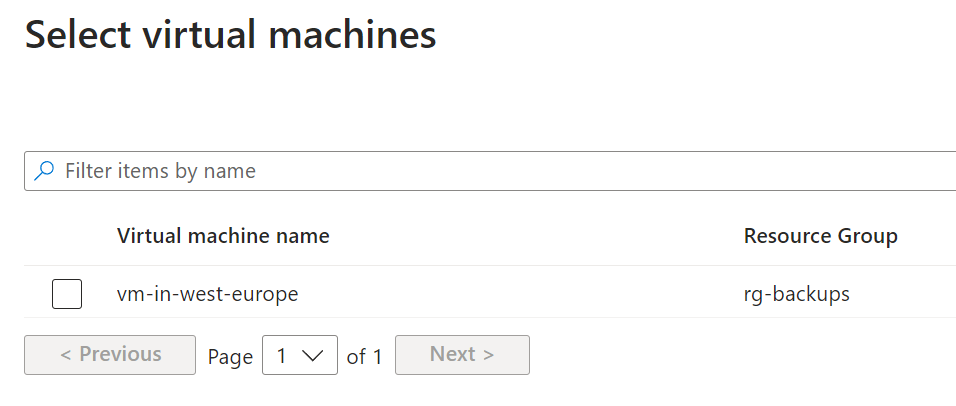 Select virtual machines
Filter items by name
Virtual machine name Resource Group
vm-in-west-europe rg-backups
< Previous Page 1 of 1 Next >